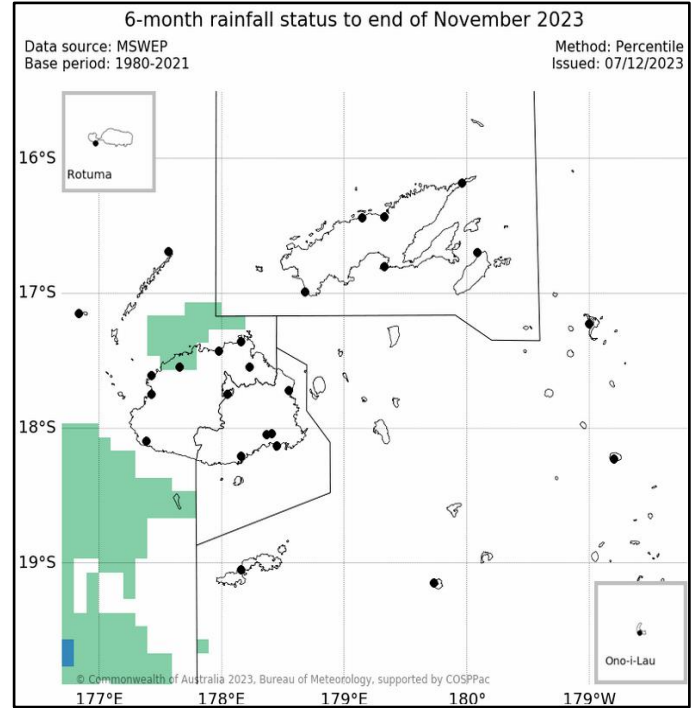 6-month rainfall status to end of November 2023
Data source: MSWEP
Method: Percentile
Base period: 1980-2021
Issued: 07/12/2023
Rotuma
16°S
17°S
18°S
19°S
Ono-i-Lau
© Commonwealth of Australia 2023, Bureau of Meteorology, supported by COSPPac
177°E
178°E
179°E
180°
179°W